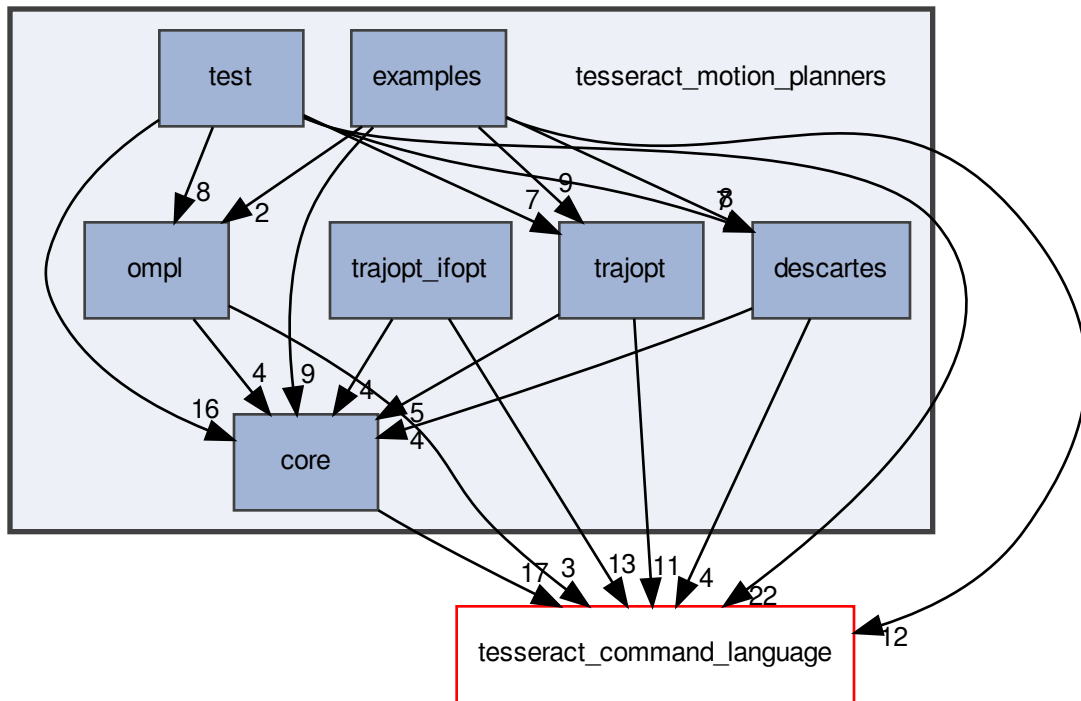 test
examples
tesseract_motion_planners
8
2
7
9
8
7
ompl
trajopt_ifopt
trajopt
descartes
16
4
9
4
5
4
core
17
3
13
11
4
22
12
tesseract_command_language